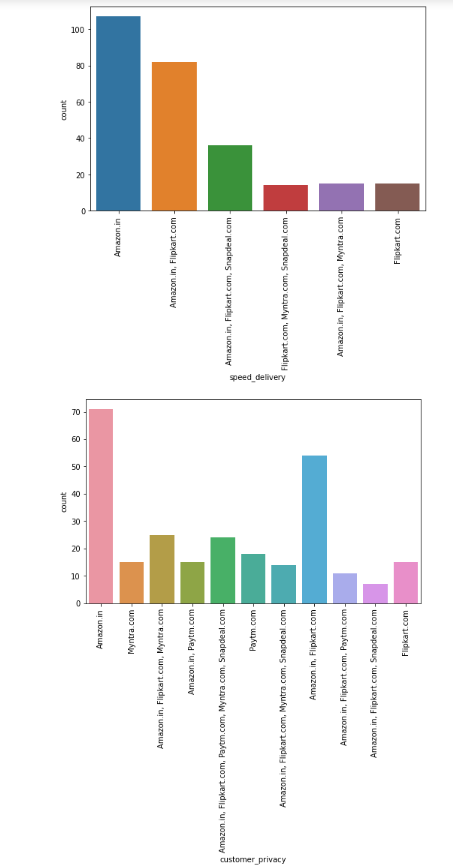 100
80
60
40
20
0
count
Amazon.in
Amazon.in, Flipkart.com
Amazon.in, Flipkart.com, Snapdeal.com
Flipkart.com, Myntra.com, Snapdeal.com
Amazon.in, Flipkart.com, Myntra.com
Flipkart.com
speed_delivery
70
60
50
40
30
20
10
0
count
Amazon.in
Myntra.com
Amazon.in, Flipkart.com, Myntra.com
Amazon.in, Paytm.com
Amazon.in, Flipkart.com, Paytm.com, Myntra.com, Snapdeal.com
Paytm.com
Amazon.in, Flipkart.com, Myntra.com, Snapdeal.com
Amazon.in, Flipkart.com
Amazon.in, Flipkart.com, Paytm.com
Amazon.in, Flipkart.com, Snapdeal.com
Flipkart.com
customer_privacy